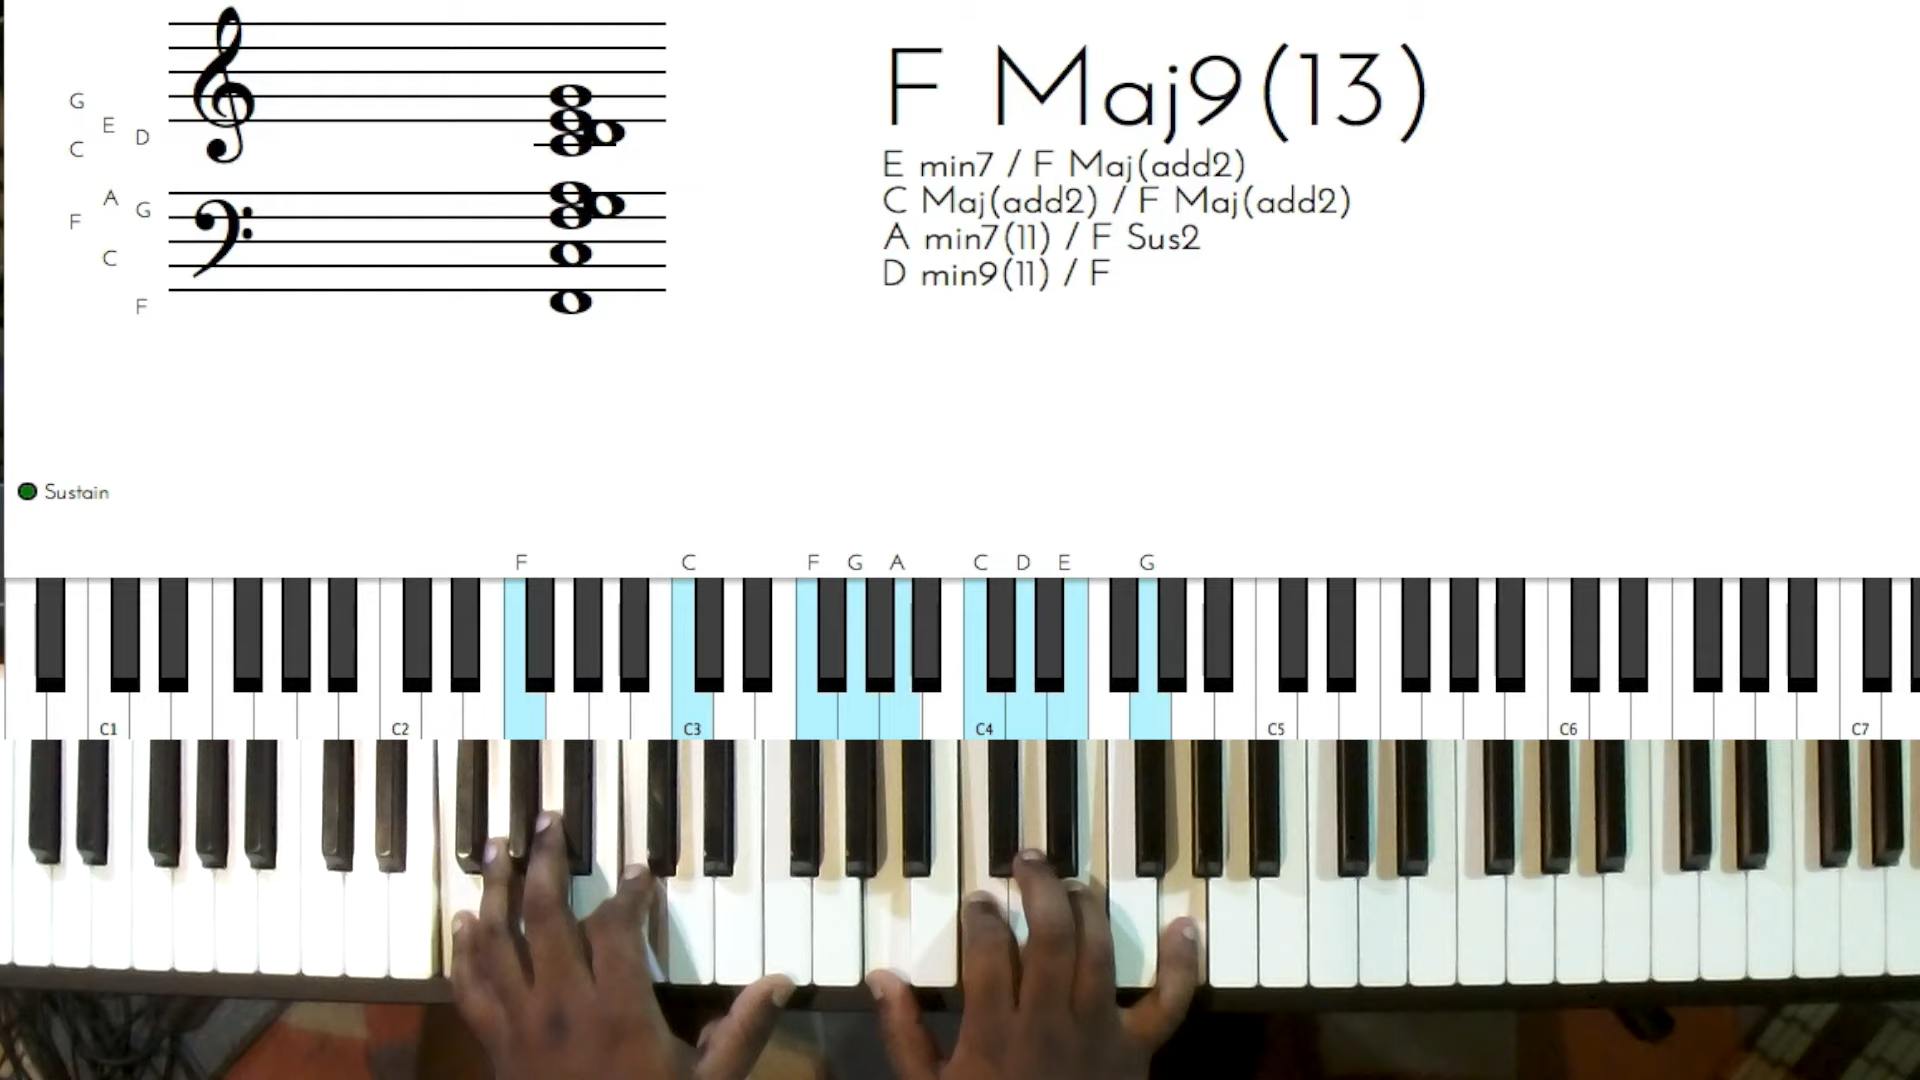 F Maj9(13)
E min7 / F Maj(add2)
C Maj(add2) / F Maj(add2)
A min7(11) / F Sus2
D min9(11) / F
G
E
D
C
A
G
F
C
F
Sustain
F C F G A C D E G
C1 C2 C3 C4 C5 C6 C7